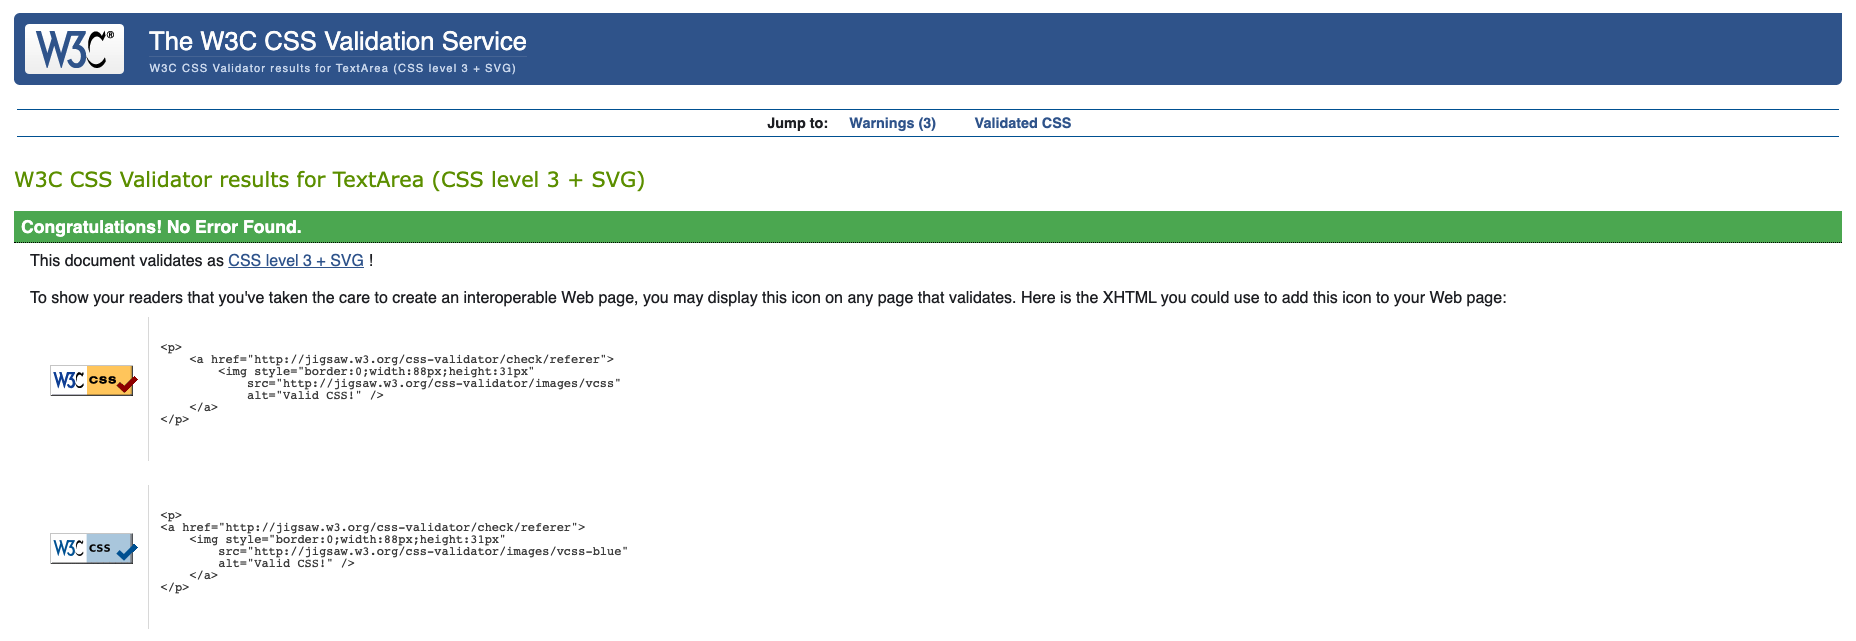 W3C®
The W3C CSS Validation Service
W3C CSS Validator results for TextArea (CSS level 3 + SVG)
Jump to: Warnings (3) Validated CSS
W3C CSS Validator results for TextArea (CSS level 3 + SVG)
Congratulations! No Error Found.
This document validates as CSS level 3 + SVG !
To show your readers that you've taken the care to create an interoperable Web page, you may display this icon on any page that validates. Here is the XHTML you could use to add this icon to your Web page:
W3C css
<p>
    <a href="http://jigsaw.w3.org/css-validator/check/referer">
        <img style="border:0;width:88px;height:31px"
            src="http://jigsaw.w3.org/css-validator/images/vcss"
            alt="Valid CSS!" />
    </a>
</p>
W3C css
<p>
<a href="http://jigsaw.w3.org/css-validator/check/referer">
    <img style="border:0;width:88px;height:31px"
        src="http://jigsaw.w3.org/css-validator/images/vcss-blue"
        alt="Valid CSS!" />
    </a>
</p>